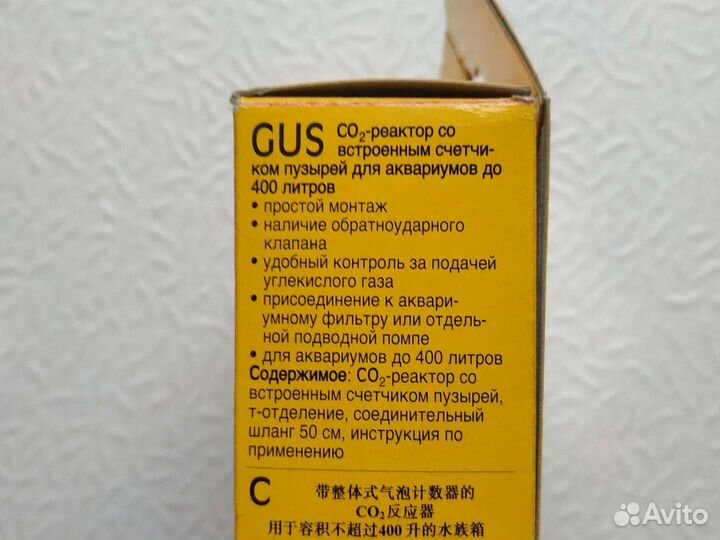 GUS CO₂-реактор со
встроенным счетчи-
ком пузырей для аквариумов до
400 литров
• простой монтаж
• наличие обратноударного
клапана
• удобный контроль за подачей
углекислого газа
• присоединение к аквари-
умному фильтру или отдель-
ной подводной помпе
• для аквариумов до 400 литров
Содержимое: CO₂-реактор со
встроенным счетчиком пузырей,
т-отделение, соединительный
шланг 50 см, инструкция по
применению
C 带整体式气泡计数器的
CO₂反应器
用于容积不超过400 升的水族箱
Avito